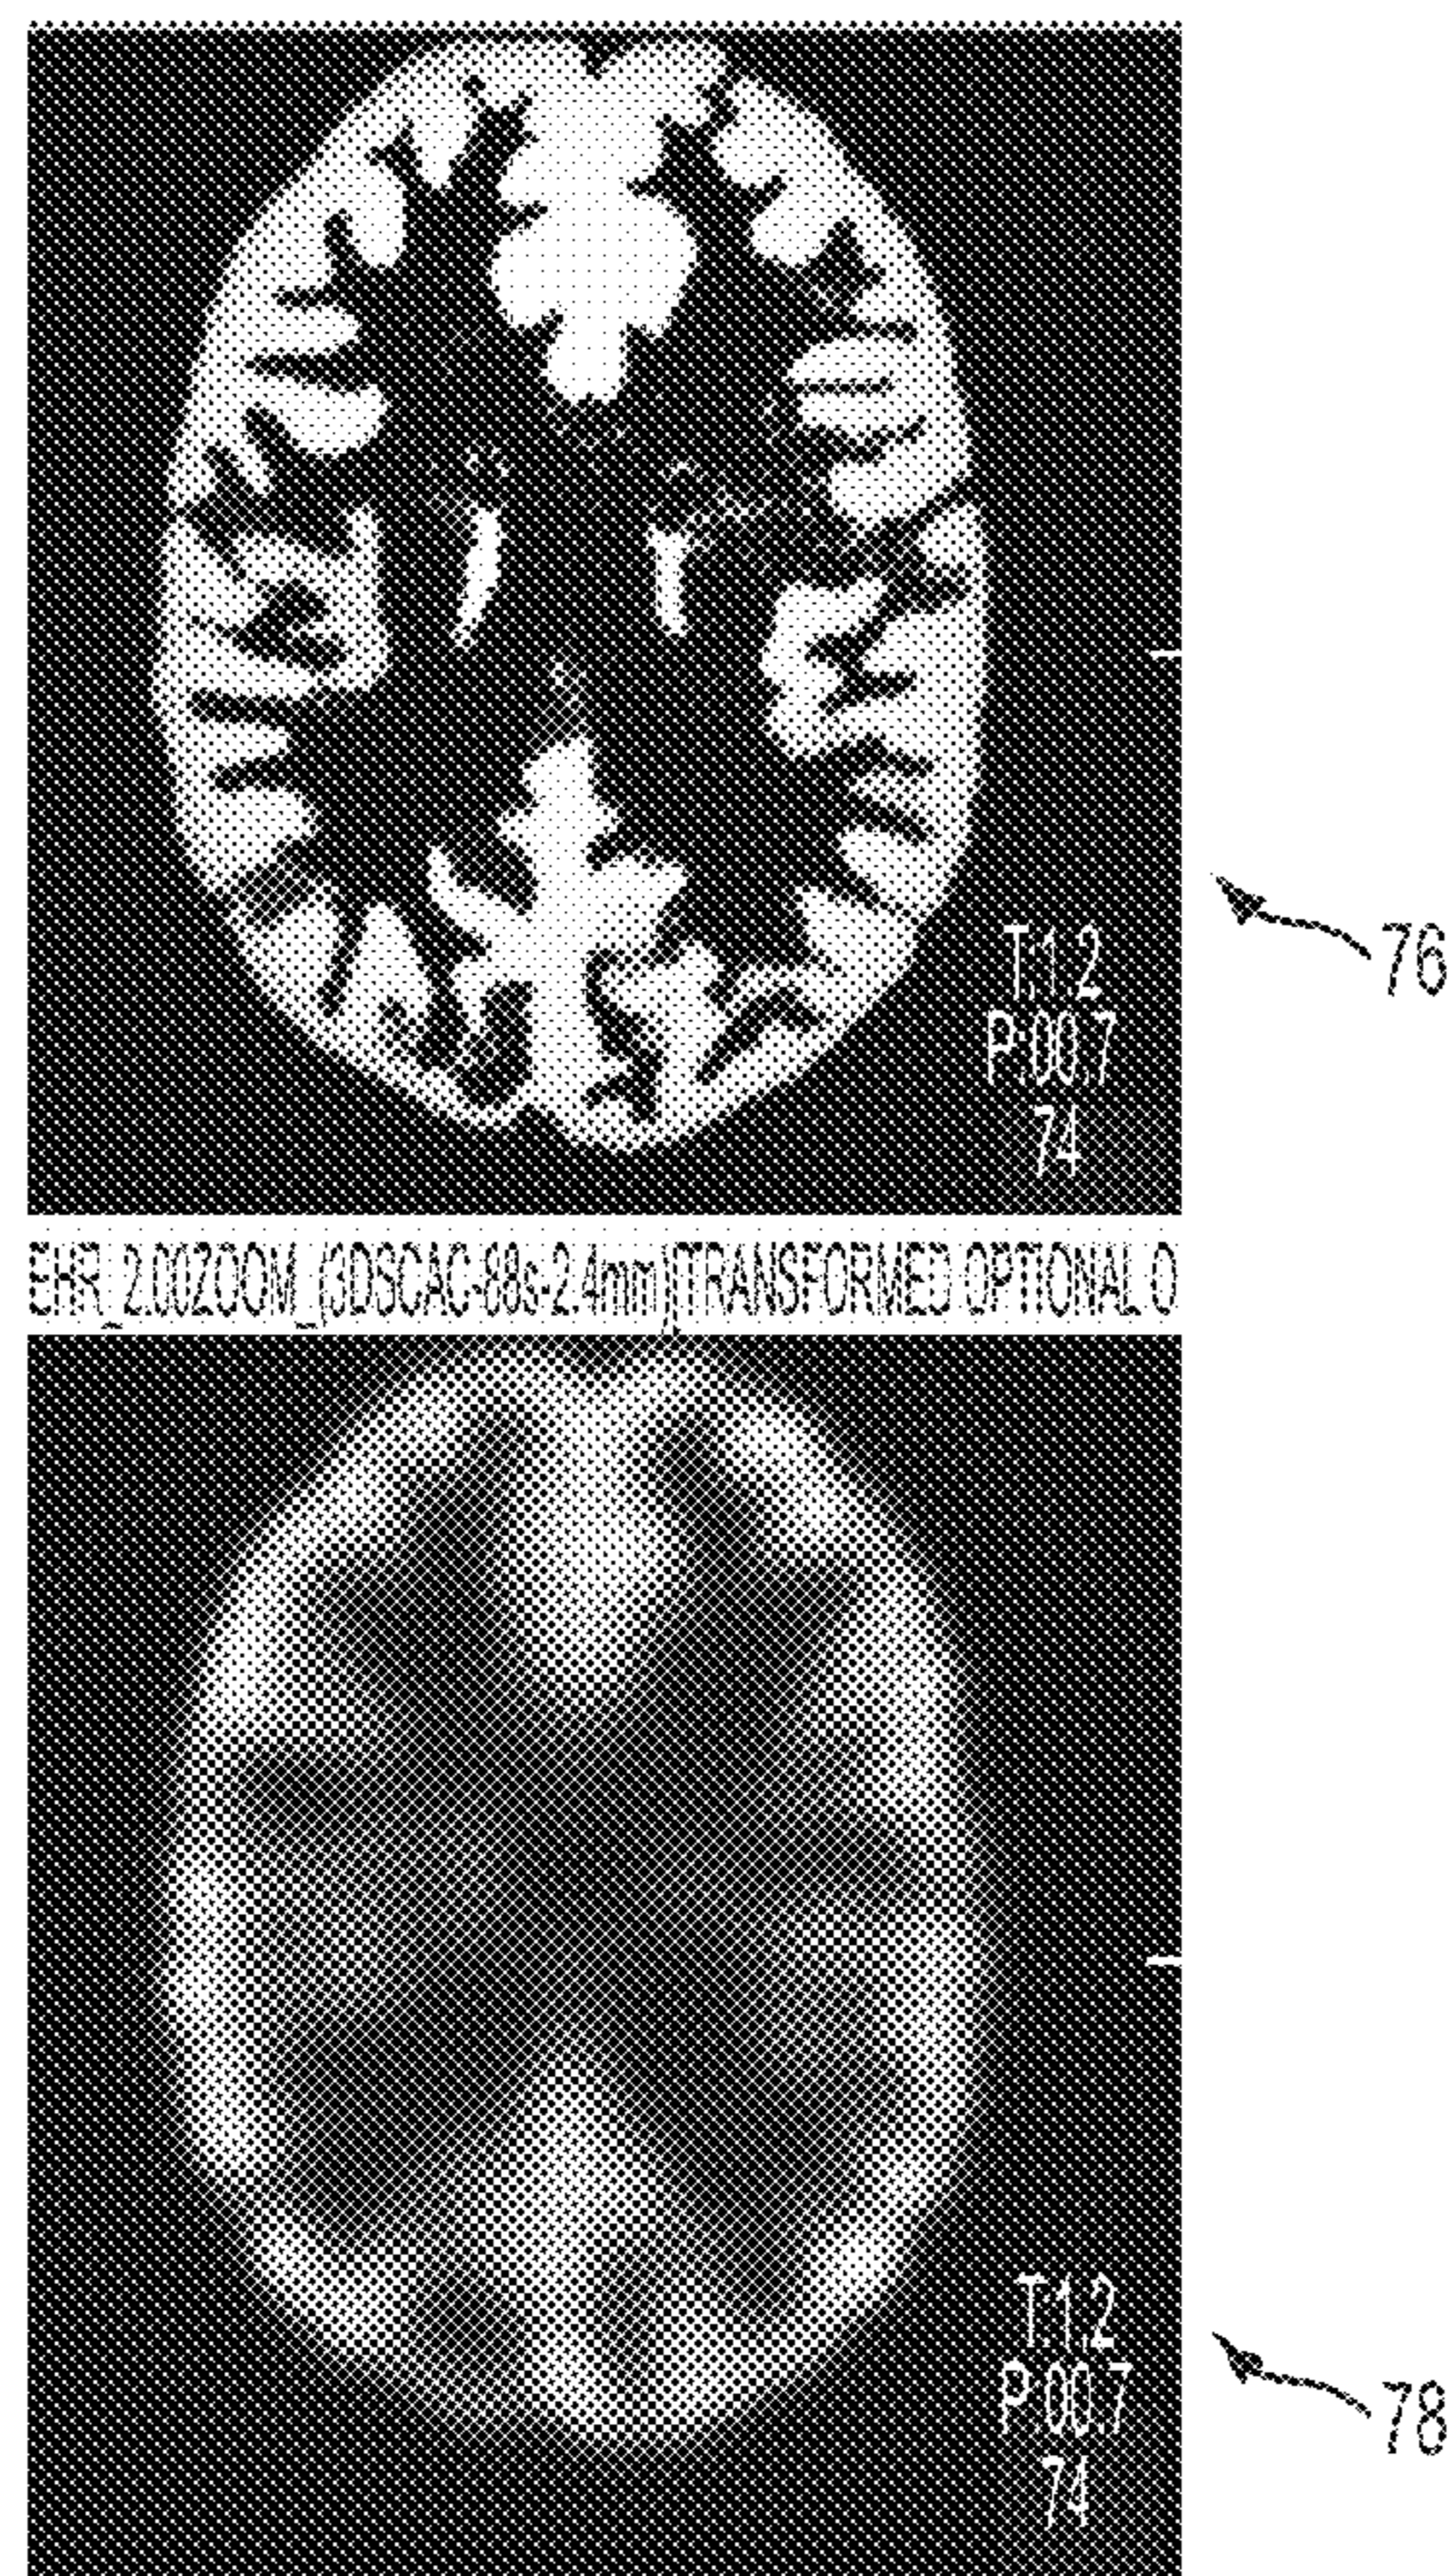 T:1.2
P:00.7
74
76
EHR_2.00ZOOM_(3DSCAC-88s-2.4mm)[TRANSFORMED OPTIONAL O
T:1.2
P:00.7
74
78